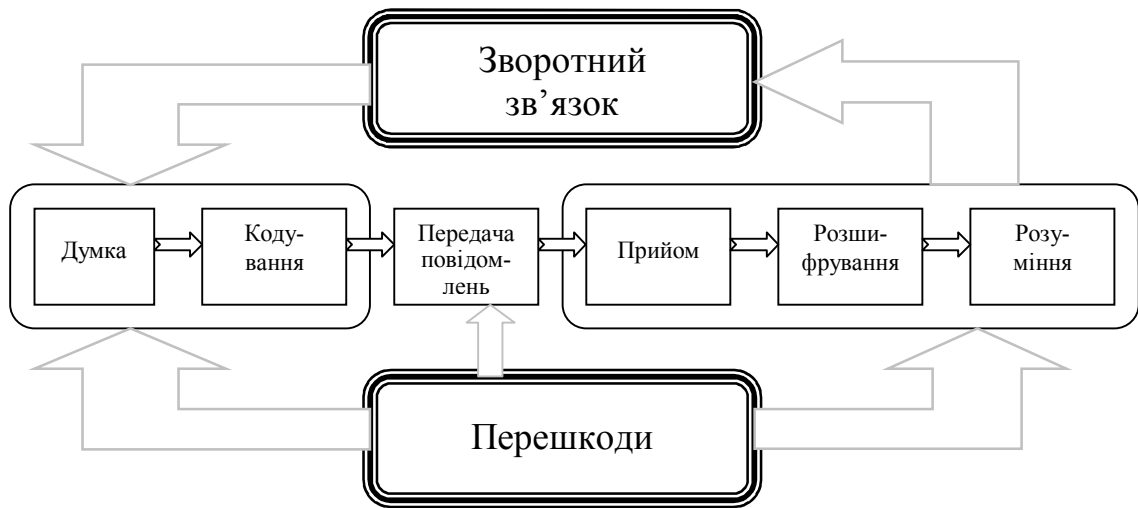 Зворотний
зв’язок
Думка
Коду-
вання
Передача
повідом-
лень
Прийом
Розши-
фрування
Розу-
міння
Перешкоди